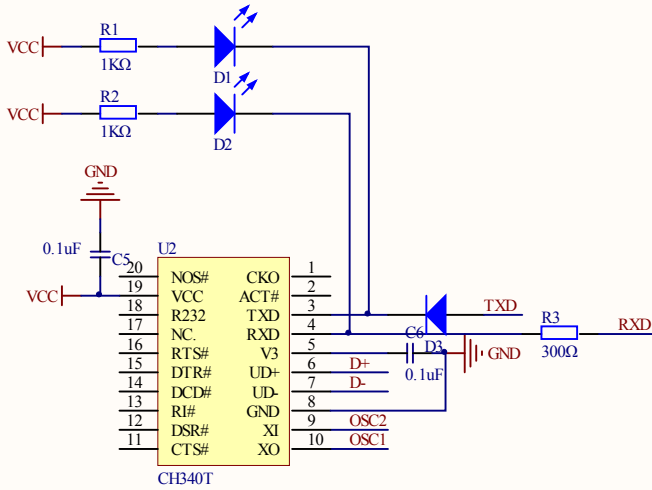 VCC
R1
1KΩ
D1
VCC
R2
1KΩ
D2
GND
0.1uF
C5
VCC
U2
20 NOS# CKO 1
19 VCC ACT# 2
18 R232 TXD 3
17 NC. RXD 4
16 RTS# V3 5
15 DTR# UD+ 6
14 DCD# UD- 7
13 RI# GND 8
12 DSR# XI 9
11 CTS# XO 10
CH340T
TXD
R3
RXD
300Ω
C6
D3
GND
0.1uF
D+
D-
OSC2
OSC1